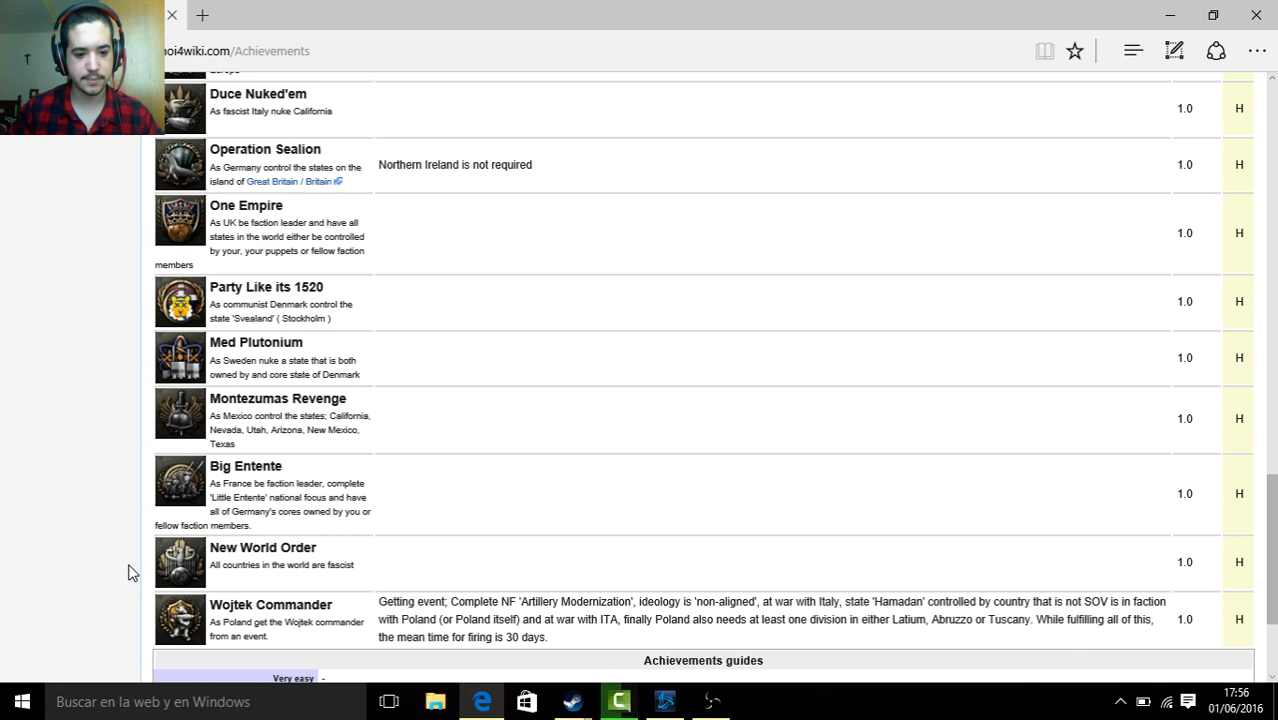 noi4wiki.com/Achievements
Europe
Duce Nuked'em
As fascist Italy nuke California
1.0 H
Operation Sealion
As Germany control the states on the
island of Great Britain / Britain
Northern Ireland is not required
1.0 H
One Empire
As UK be faction leader and have all
states in the world either be controlled
by your, your puppets or fellow faction
members
1.0 H
Party Like its 1520
As communist Denmark control the
state 'Svealand' ( Stockholm )
1.0 H
Med Plutonium
As Sweden nuke a state that is both
owned by and core state of Denmark
1.0 H
Montezumas Revenge
As Mexico control the states; California,
Nevada, Utah, Arizona, New Mexico,
Texas
1.0 H
Big Entente
As France be faction leader, complete
'Little Entente' national focus and have
all of Germany's cores owned by you or
fellow faction members.
1.0 H
New World Order
All countries in the world are fascist
1.0 H
Wojtek Commander
As Poland get the Wojtek commander
from an event.
Getting event; Complete NF 'Artillery Modernization', ideology is 'non-aligned', at war with Italy, state 'Hamadan' controlled by country that is not SOV is in faction
with Poland (or Poland itself) and at war with ITA, finally Poland also needs at least one division in either Latium, Abruzzo or Tuscany. While fulfilling all of this,
the mean time for firing is 30 days.
1.0 H
Achievements guides
Very easy -
Buscar en la web y en Windows
17:56
01/06/2016